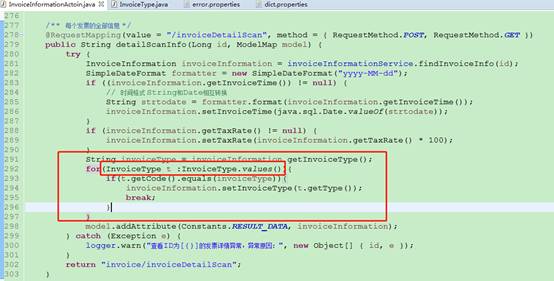 InvoiceInformationActoin.java
InvoiceType.java
error.properties
dict.properties
276
277 /** 每个发票的全部信息 */
278 @RequestMapping(value = "/invoiceDetailScan", method = { RequestMethod.POST, RequestMethod.GET })
279 public String detailScanInfo(Long id, ModelMap model) {
280 try {
281 InvoiceInformation invoiceInformation = invoiceInformationService.findInvoiceInfo(id);
282 SimpleDateFormat formatter = new SimpleDateFormat("yyyy-MM-dd");
283 if ((invoiceInformation.getInvoiceTime()) != null) {
284 // 时间格式 String和Date相互转换
285 String strtodate = formatter.format(invoiceInformation.getInvoiceTime());
286 invoiceInformation.setInvoiceTime(java.sql.Date.valueOf(strtodate));
287 }
288 if (invoiceInformation.getTaxRate() != null) {
289 invoiceInformation.setTaxRate(invoiceInformation.getTaxRate() * 100);
290 }
291 String invoiceType = invoiceInformation.getInvoiceType();
292 for(InvoiceType t :InvoiceType.values()){
293 if(t.getCode().equals(invoiceType)){
294 invoiceInformation.setInvoiceType(t.getType());
295 break;
296 }
297 }
298 model.addAttribute(Constants.RESULT_DATA, invoiceInformation);
299 } catch (Exception e) {
300 logger.warn("查看ID为[{}]的发票详情异常,异常原因:", new Object[] { id, e });
301 }
302 return "invoice/invoiceDetailScan";
303 }